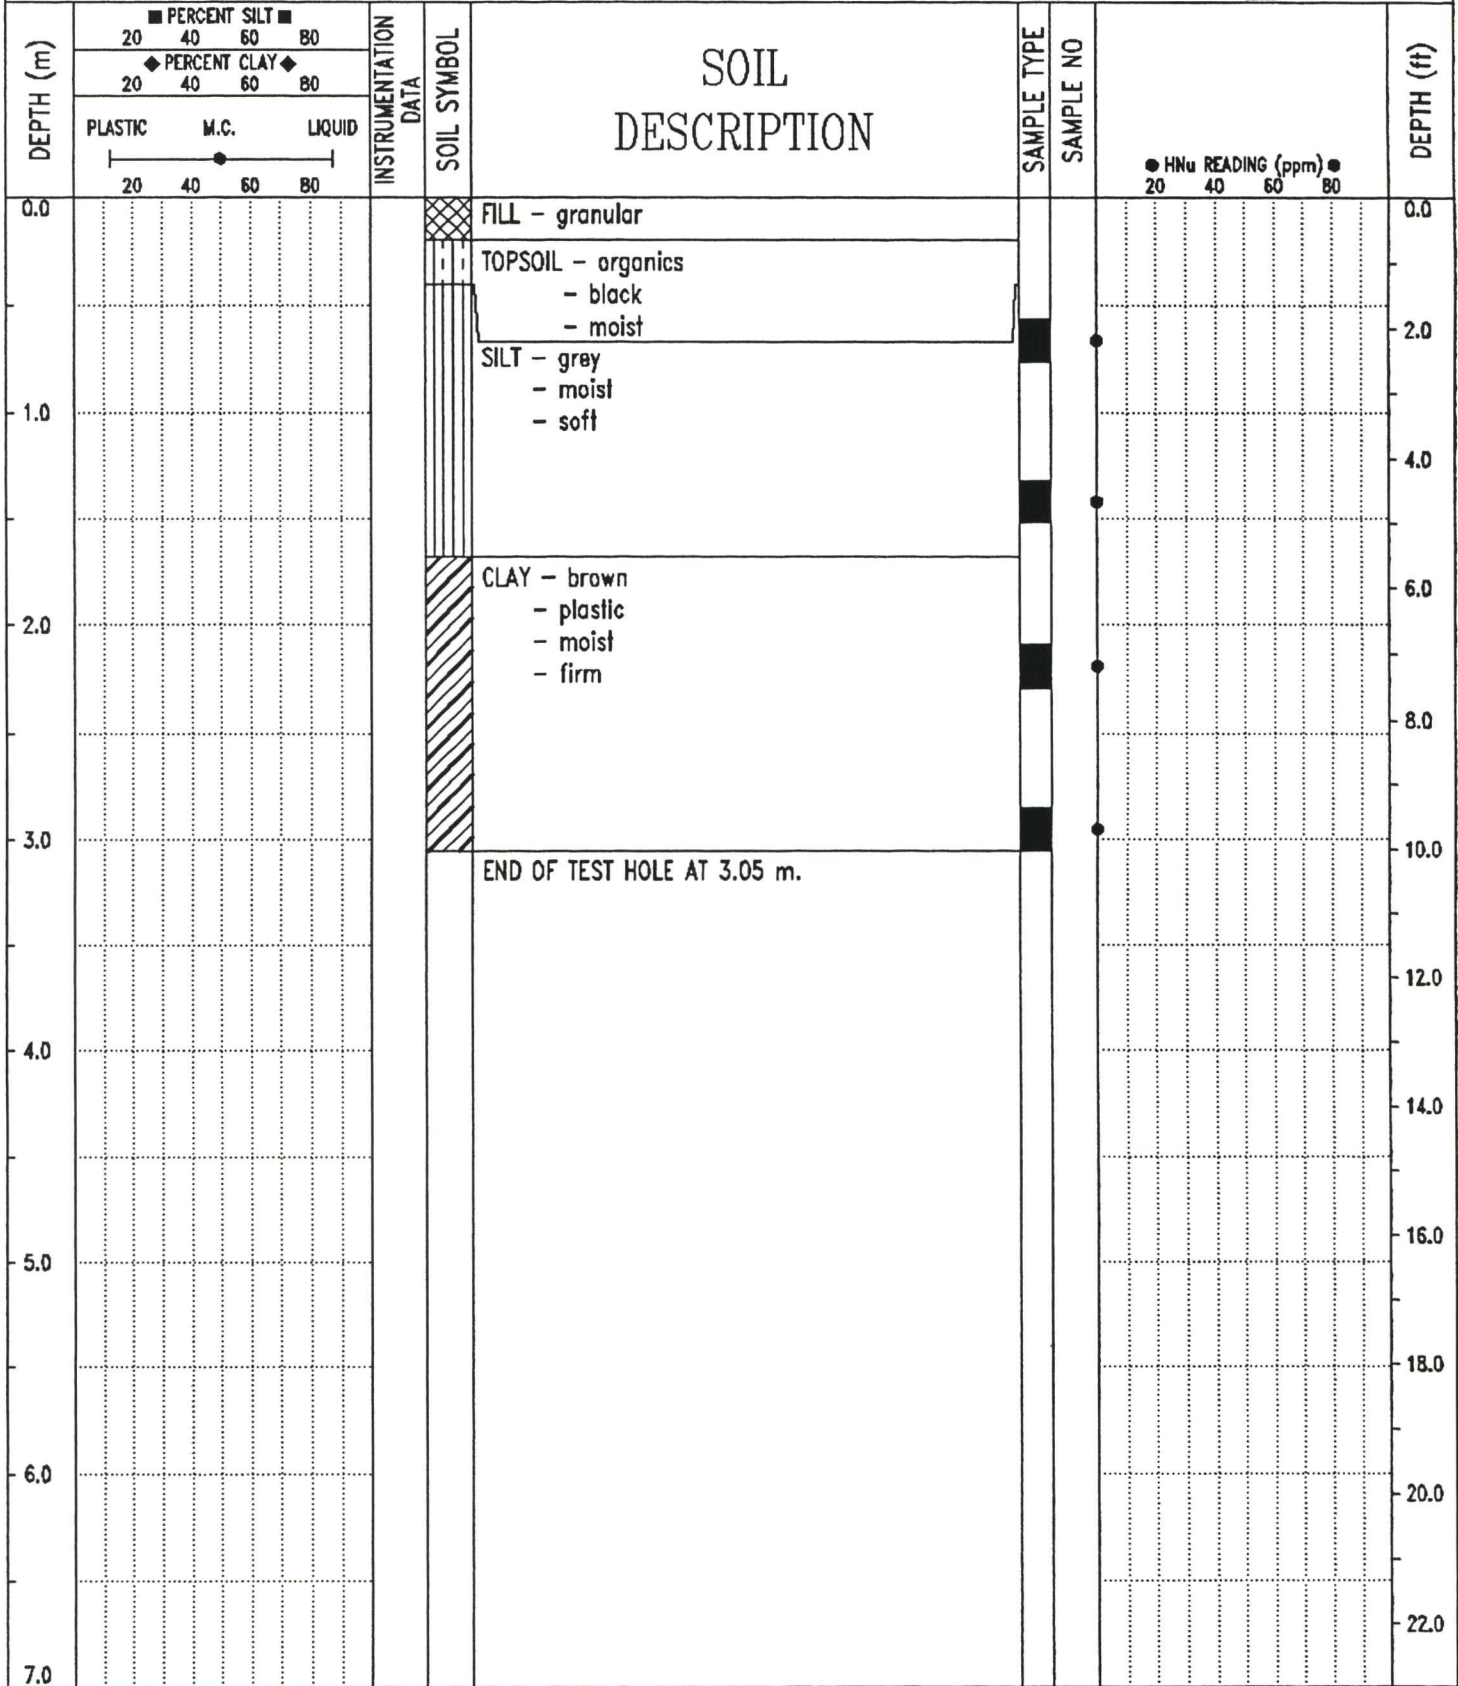 DEPTH (m)
■ PERCENT SILT ■
20 40 60 80
◆ PERCENT CLAY ◆
20 40 60 80
PLASTIC M.C. LIQUID
20 40 60 80
INSTRUMENTATION
DATA
SOIL SYMBOL
SOIL
DESCRIPTION
SAMPLE TYPE
SAMPLE NO
● HNu READING (ppm) ●
20 40 60 80
DEPTH (ft)
0.0
1.0
2.0
3.0
4.0
5.0
6.0
7.0
FILL - granular
TOPSOIL - organics
- black
- moist
SILT - grey
- moist
- soft
CLAY - brown
- plastic
- moist
- firm
END OF TEST HOLE AT 3.05 m.
0.0
2.0
4.0
6.0
8.0
10.0
12.0
14.0
16.0
18.0
20.0
22.0